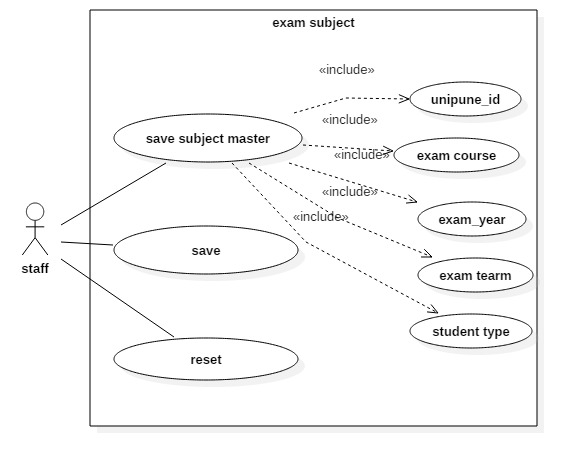 exam subject
«include»
unipune_id
«include»
save subject master
«include»
exam course
«include»
exam_year
«include»
staff
save
exam tearm
student type
reset